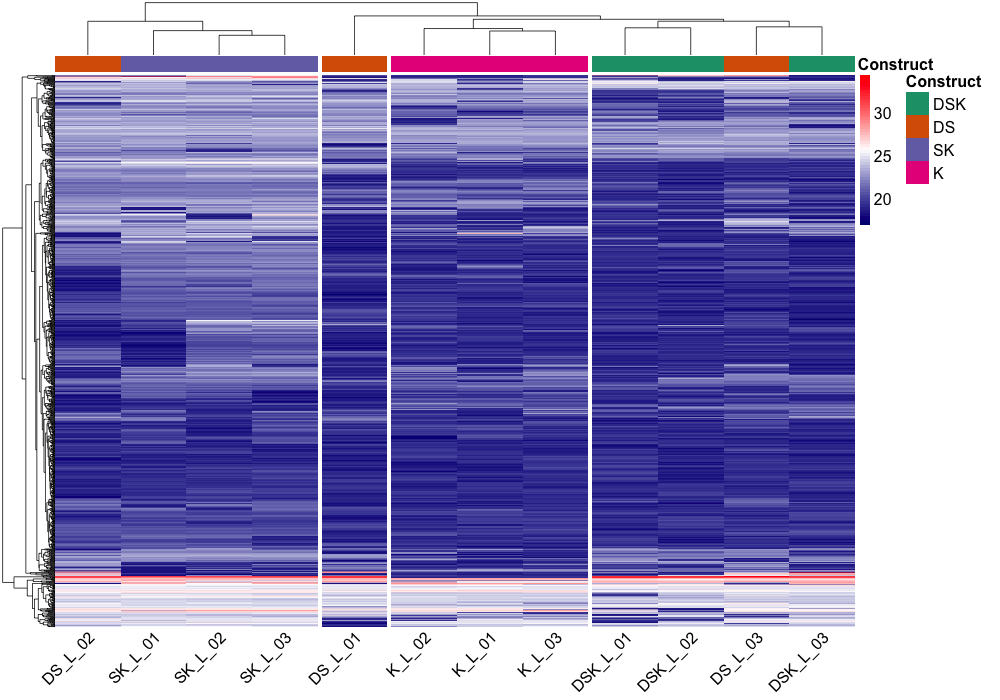 Construct
Construct
DSK
DS
SK
K
30
25
20
DS_L_02
SK_L_01
SK_L_02
SK_L_03
DS_L_01
K_L_02
K_L_01
K_L_03
DSK_L_01
DSK_L_02
DS_L_03
DSK_L_03